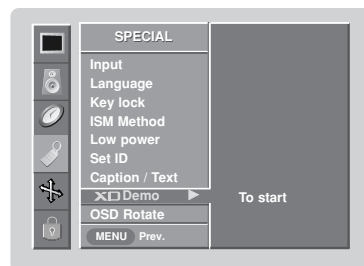 SPECIAL
Input
Language
Key lock
ISM Method
Low power
Set ID
Caption / Text
XD Demo ► To start
OSD Rotate
MENU Prev.